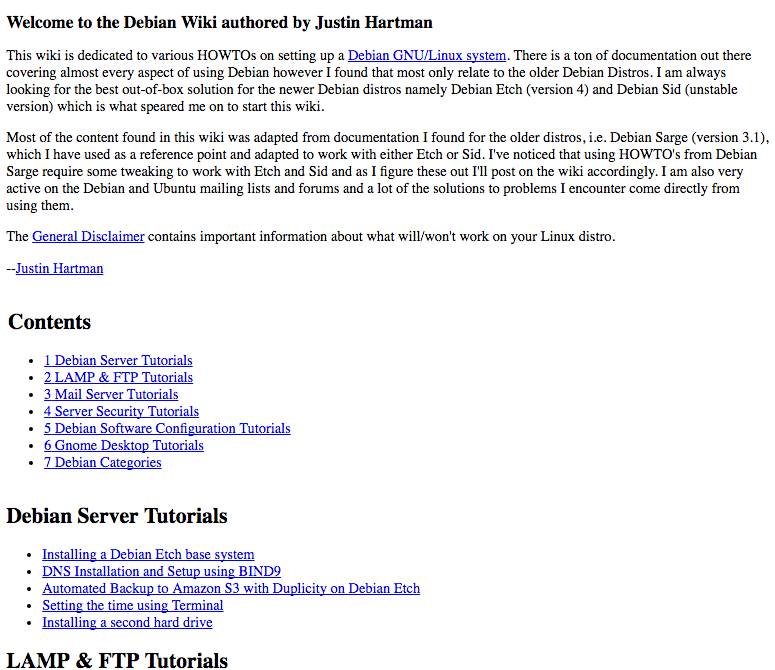 Welcome to the Debian Wiki authored by Justin Hartman
This wiki is dedicated to various HOWTOs on setting up a Debian GNU/Linux system. There is a ton of documentation out there
covering almost every aspect of using Debian however I found that most only relate to the older Debian Distros. I am always
looking for the best out-of-box solution for the newer Debian distros namely Debian Etch (version 4) and Debian Sid (unstable
version) which is what speared me on to start this wiki.
Most of the content found in this wiki was adapted from documentation I found for the older distros, i.e. Debian Sarge (version 3.1),
which I have used as a reference point and adapted to work with either Etch or Sid. I've noticed that using HOWTO's from Debian
Sarge require some tweaking to work with Etch and Sid and as I figure these out I'll post on the wiki accordingly. I am also very
active on the Debian and Ubuntu mailing lists and forums and a lot of the solutions to problems I encounter come directly from
using them.
The General Disclaimer contains important information about what will/won't work on your Linux distro.
--Justin Hartman
Contents
• 1 Debian Server Tutorials
• 2 LAMP & FTP Tutorials
• 3 Mail Server Tutorials
• 4 Server Security Tutorials
• 5 Debian Software Configuration Tutorials
• 6 Gnome Desktop Tutorials
• 7 Debian Categories
Debian Server Tutorials
• Installing a Debian Etch base system
• DNS Installation and Setup using BIND9
• Automated Backup to Amazon S3 with Duplicity on Debian Etch
• Setting the time using Terminal
• Installing a second hard drive
LAMP & FTP Tutorials